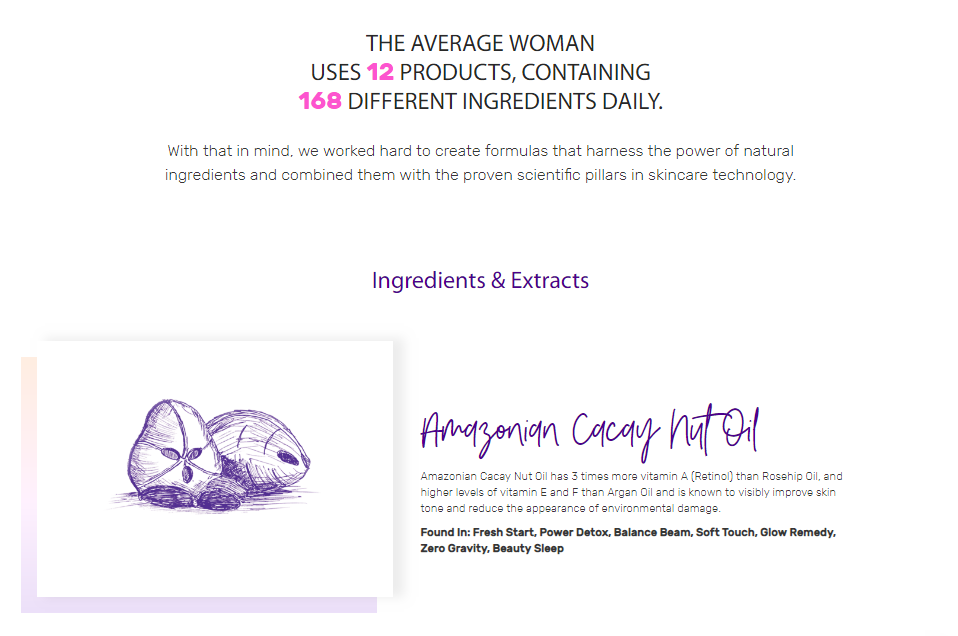 THE AVERAGE WOMAN
USES 12 PRODUCTS, CONTAINING
168 DIFFERENT INGREDIENTS DAILY.
With that in mind, we worked hard to create formulas that harness the power of natural
ingredients and combined them with the proven scientific pillars in skincare technology.
Ingredients & Extracts
Amazonian Cacay Nut Oil
Amazonian Cacay Nut Oil has 3 times more vitamin A (Retinol) than Rosehip Oil, and
higher levels of vitamin E and F than Argan Oil and is known to visibly improve skin
tone and reduce the appearance of environmental damage.
Found In: Fresh Start, Power Detox, Balance Beam, Soft Touch, Glow Remedy,
Zero Gravity, Beauty Sleep